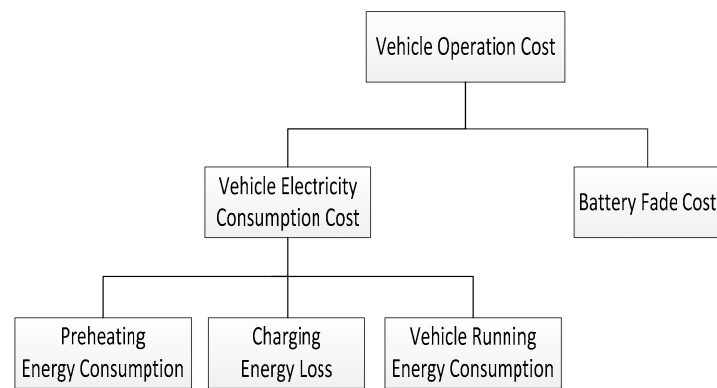 Vehicle Operation Cost
Vehicle Electricity
Consumption Cost
Battery Fade Cost
Preheating
Energy Consumption
Charging
Energy Loss
Vehicle Running
Energy Consumption